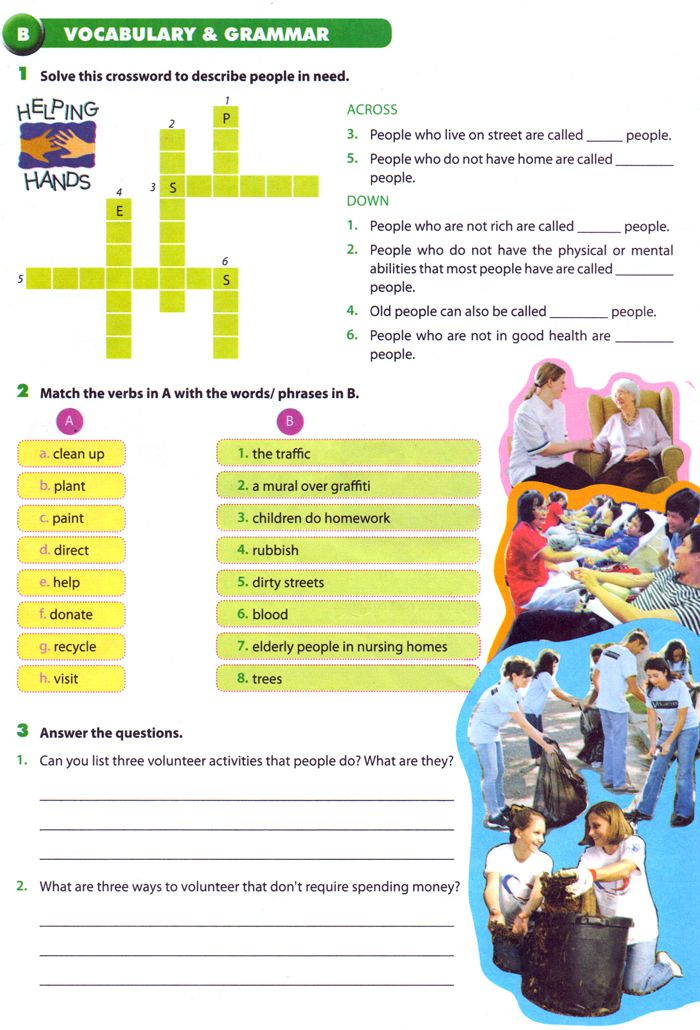 B VOCABULARY & GRAMMAR
1 Solve this crossword to describe people in need.
HELPING
HANDS
1
P
2
3 S
4
E
5
6
S
ACROSS
3. People who live on street are called _____ people.
5. People who do not have home are called ________
people.
DOWN
1. People who are not rich are called ______ people.
2. People who do not have the physical or mental
abilities that most people have are called ________
people.
4. Old people can also be called ________ people.
6. People who are not in good health are ________
people.
2 Match the verbs in A with the words/ phrases in B.
A
B
a. clean up
1. the traffic
b. plant
2. a mural over graffiti
c. paint
3. children do homework
d. direct
4. rubbish
e. help
5. dirty streets
f. donate
6. blood
g. recycle
7. elderly people in nursing homes
h. visit
8. trees
3 Answer the questions.
1. Can you list three volunteer activities that people do? What are they?
2. What are three ways to volunteer that don't require spending money?
VOLUNTEER